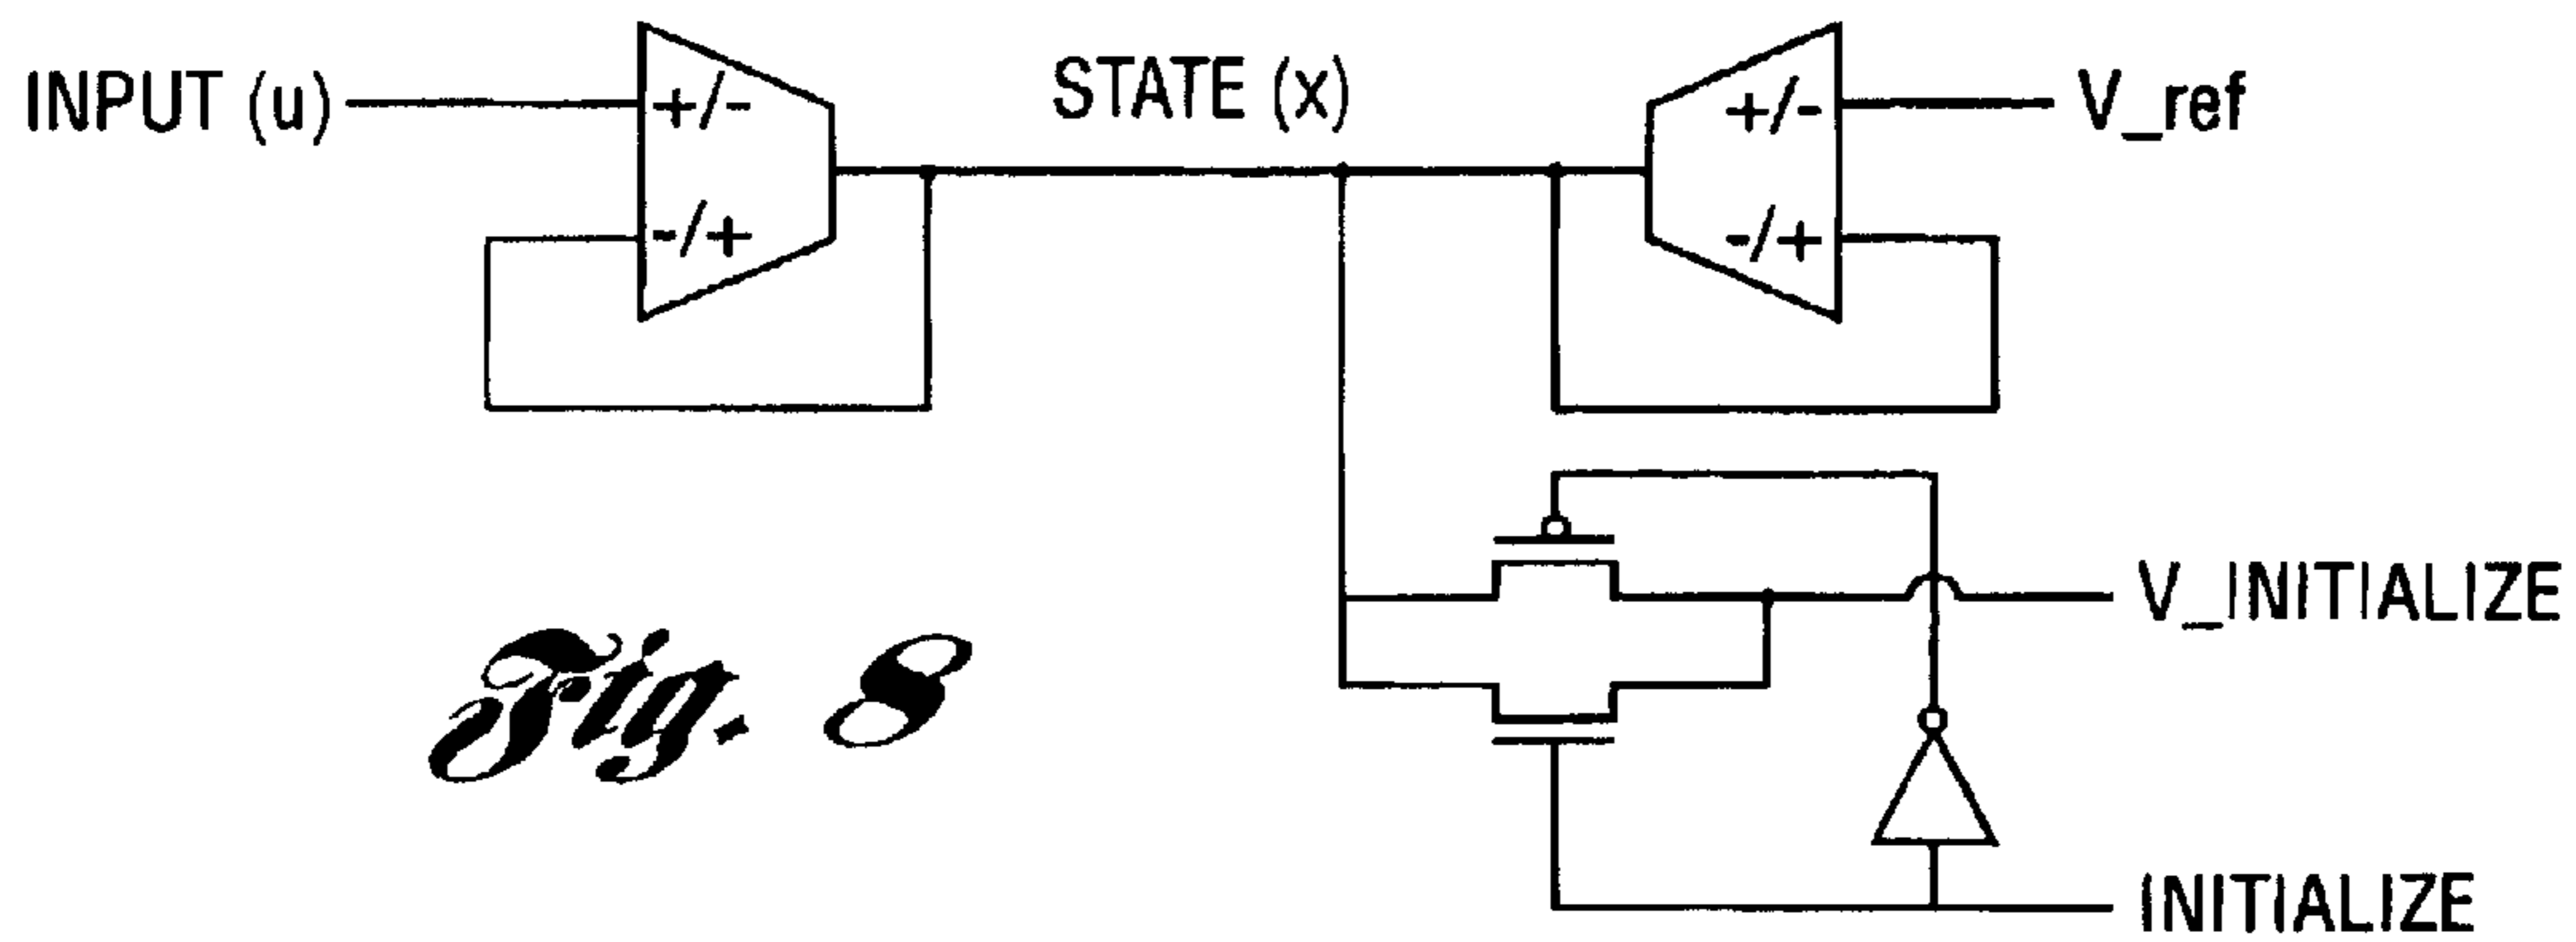 INPUT (u)
+/-
-/+
STATE (x)
+/-
-/+
V_ref
V_INITIALIZE
INITIALIZE
Fig. 8